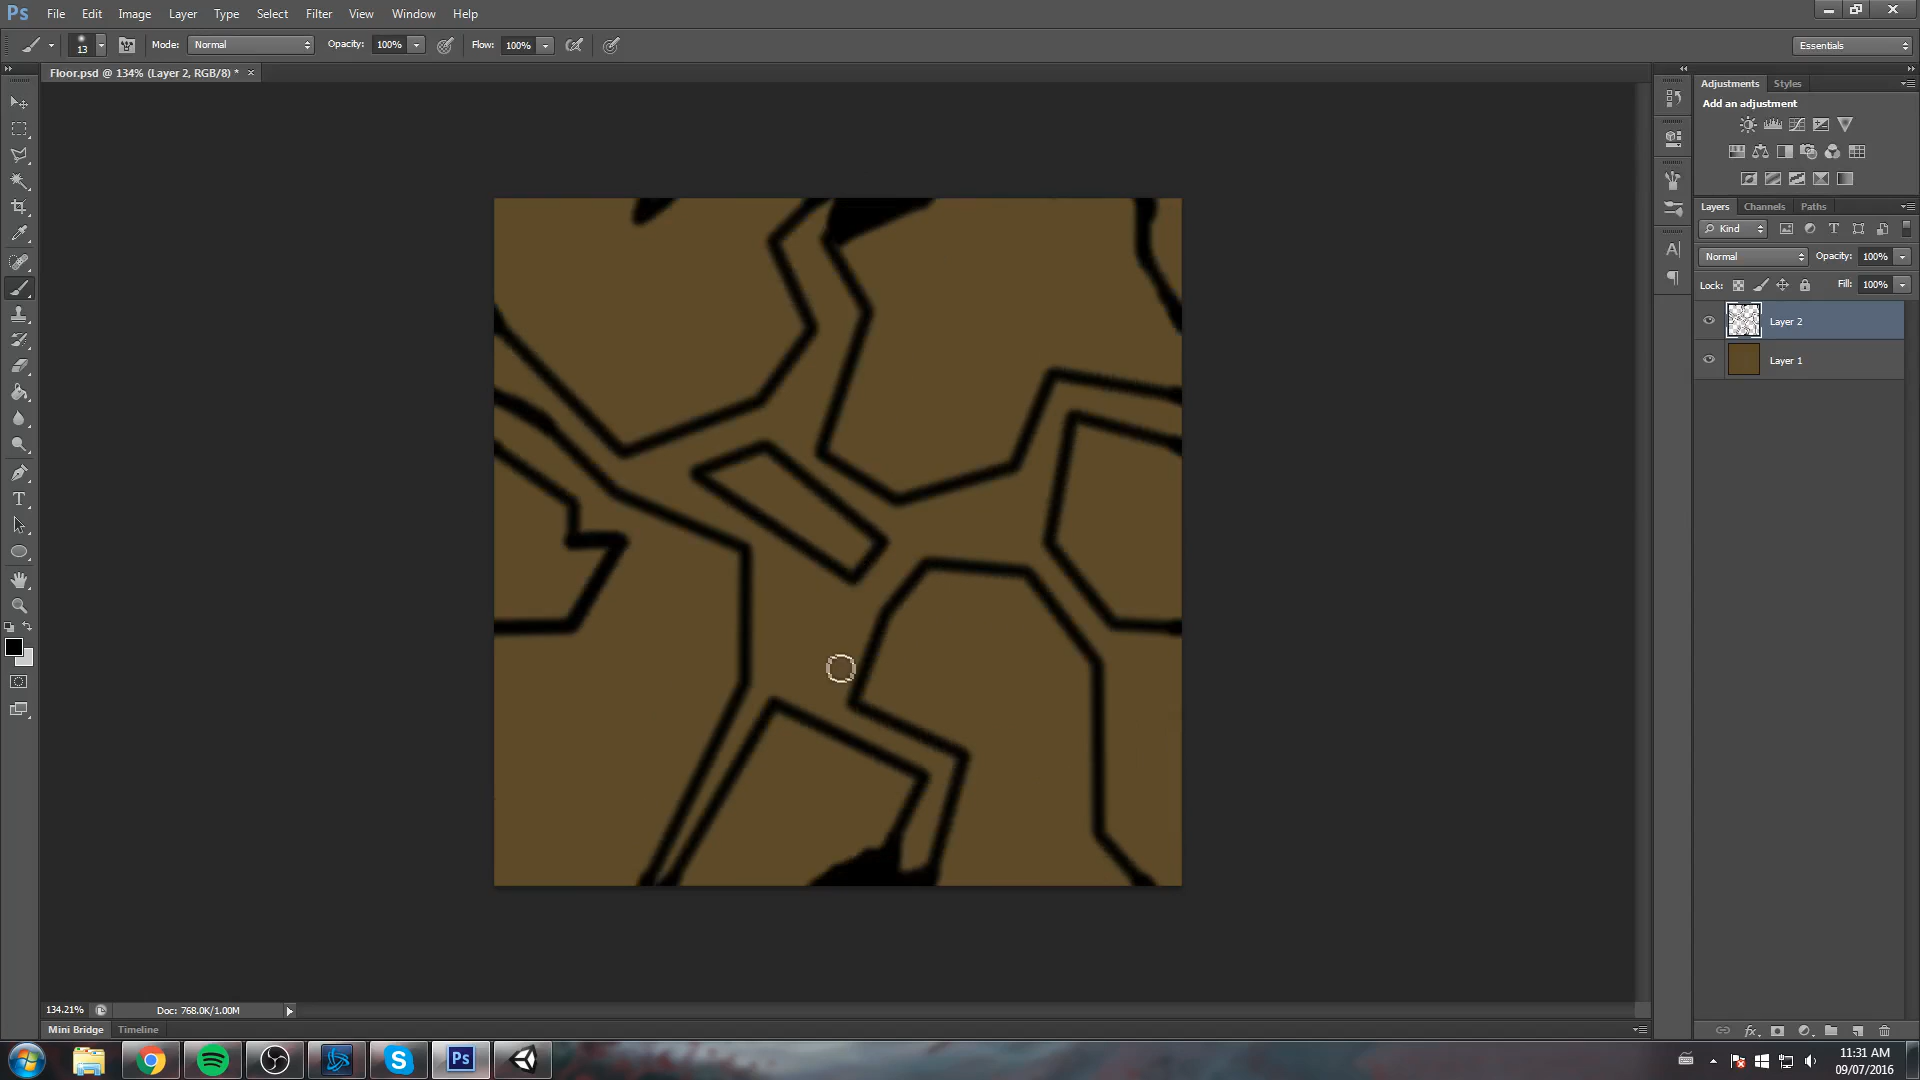 Ps File Edit Image Layer Type Select Filter 3D View Window Help
13 Mode: Normal Opacity: 100% Flow: 100% Essentials
Floor.psd @ 134% (Layer 2, RGB/8) * ×
Adjustments Styles
Add an adjustment
Layers Channels Paths
Kind
Normal Opacity: 100%
Lock: Fill: 100%
Layer 2
Layer 1
134.21% Doc: 768.0K/1.00M
Mini Bridge Timeline
Ps
11:31 AM
09/07/2016